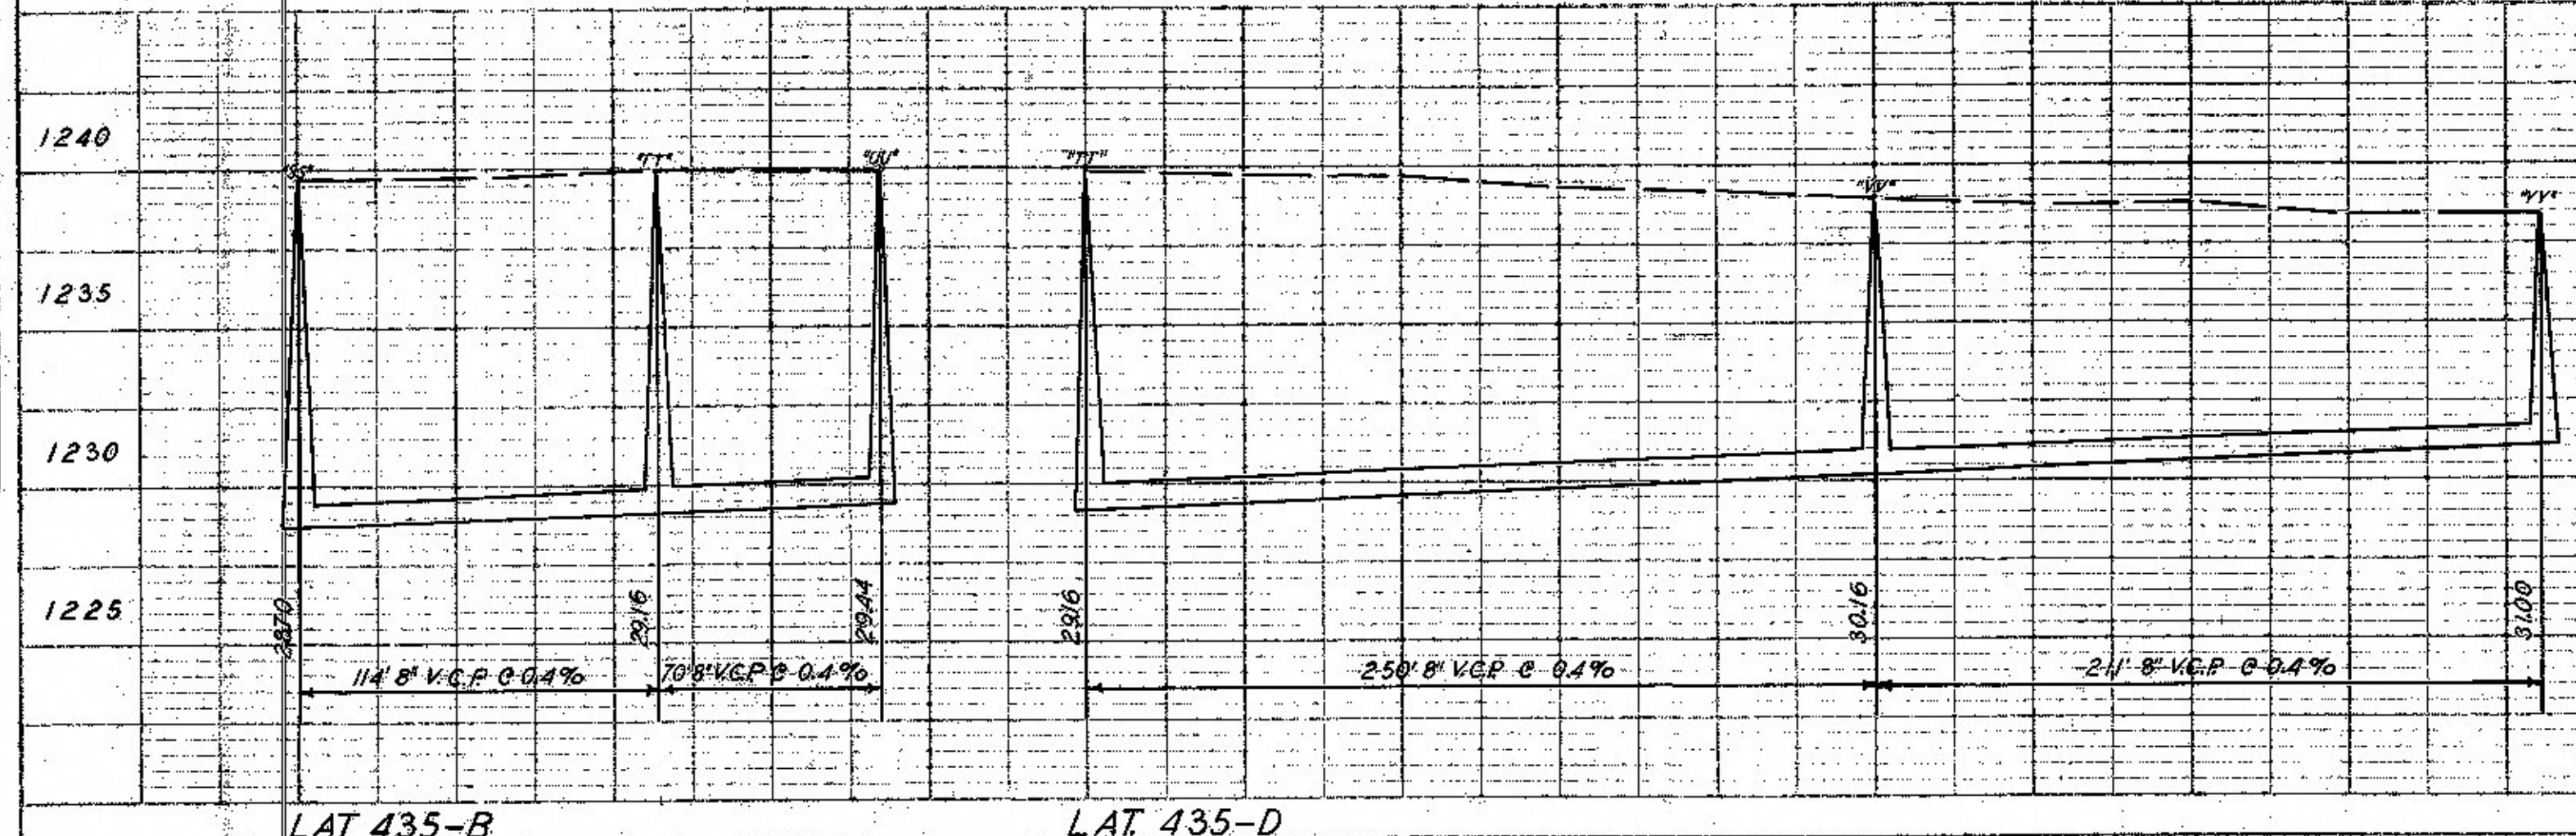 1240
"SS" "TT" "UU" "TT" "VV" "YY"
1235
1230
1225
28.70 29.16 29.44 29.16 30.16 31.00
114' 8" V.C.P. @ 0.4% 70' 8" V.C.P. @ 0.4% 250' 8" V.C.P. @ 0.4% 211' 8" V.C.P. @ 0.4%
LAT. 435-B LAT. 435-D